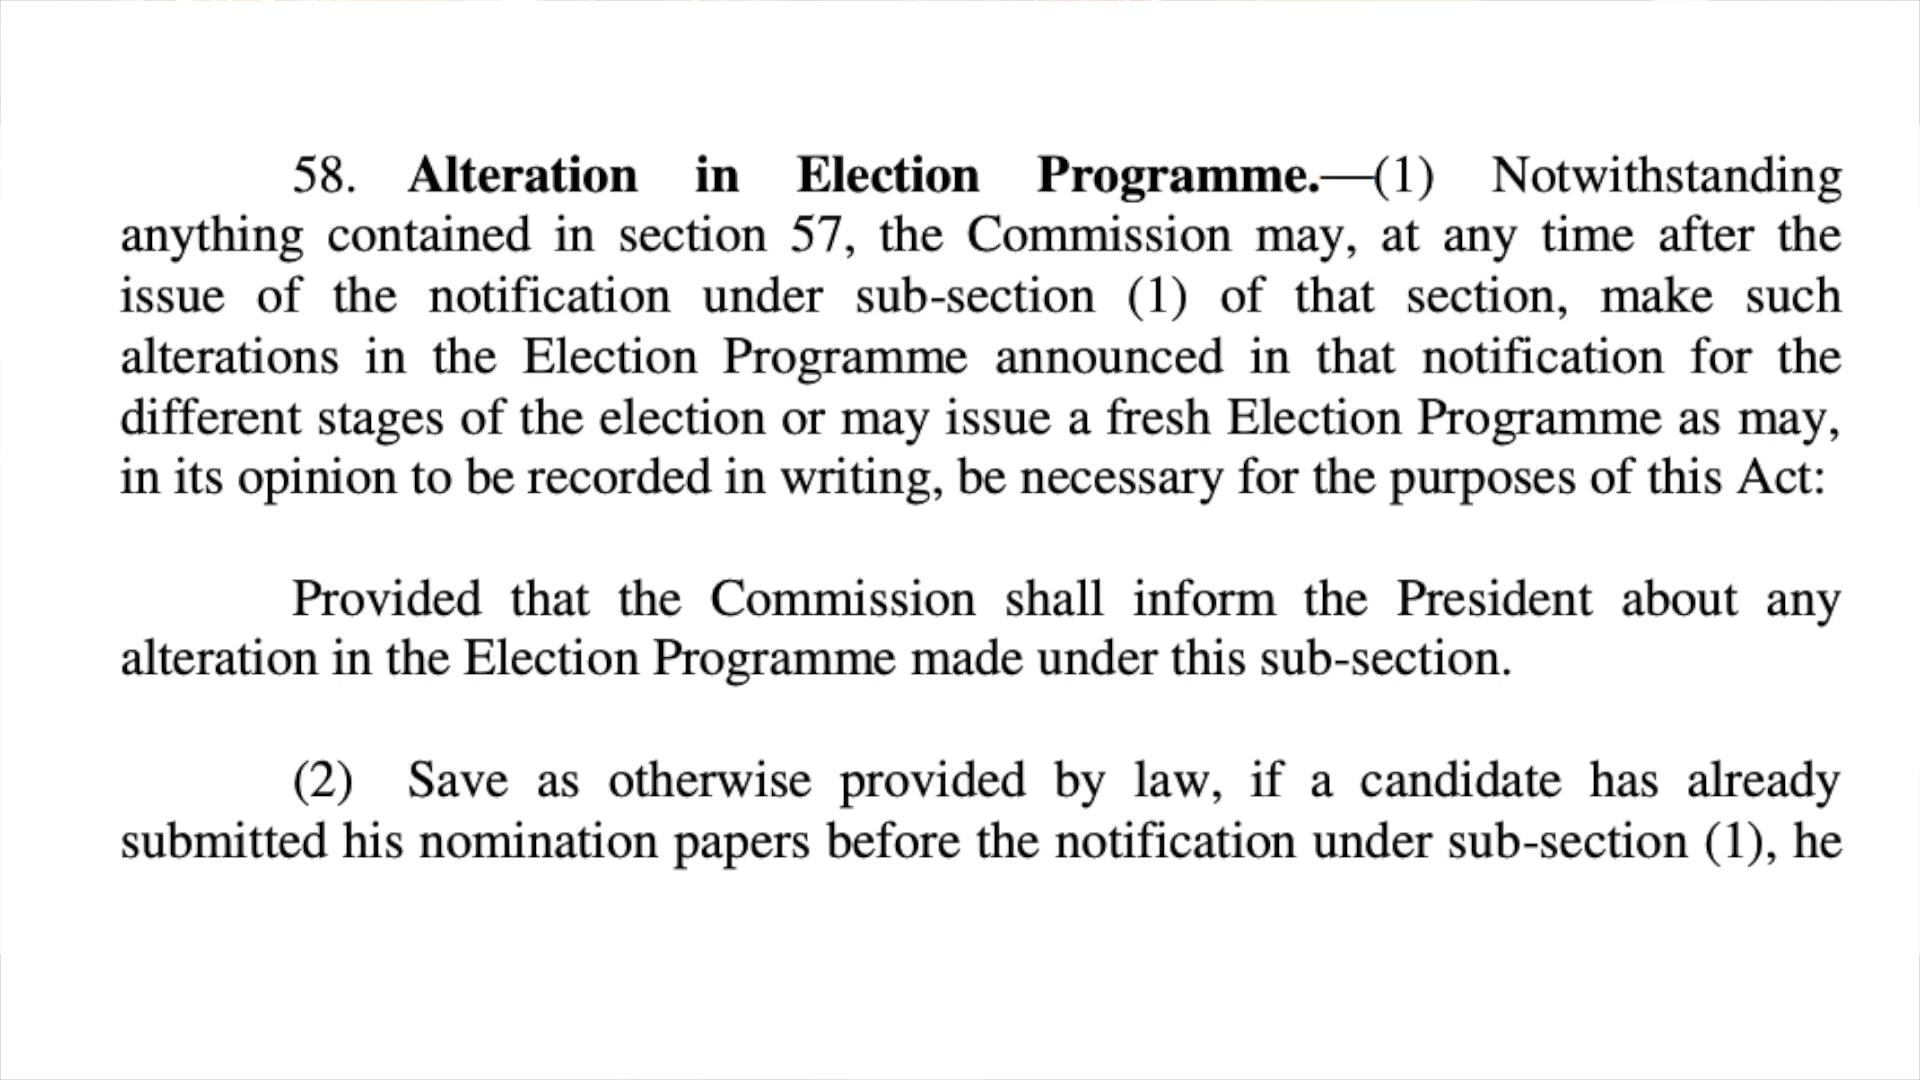 58. Alteration in Election Programme.—(1) Notwithstanding
anything contained in section 57, the Commission may, at any time after the
issue of the notification under sub-section (1) of that section, make such
alterations in the Election Programme announced in that notification for the
different stages of the election or may issue a fresh Election Programme as may,
in its opinion to be recorded in writing, be necessary for the purposes of this Act:
Provided that the Commission shall inform the President about any
alteration in the Election Programme made under this sub-section.
(2) Save as otherwise provided by law, if a candidate has already
submitted his nomination papers before the notification under sub-section (1), he